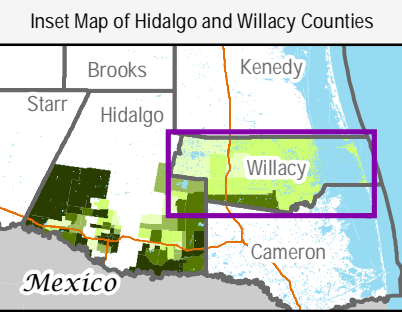 Inset Map of Hidalgo and Willacy Counties
Brooks
Kenedy
Starr
Hidalgo
Willacy
Cameron
Mexico